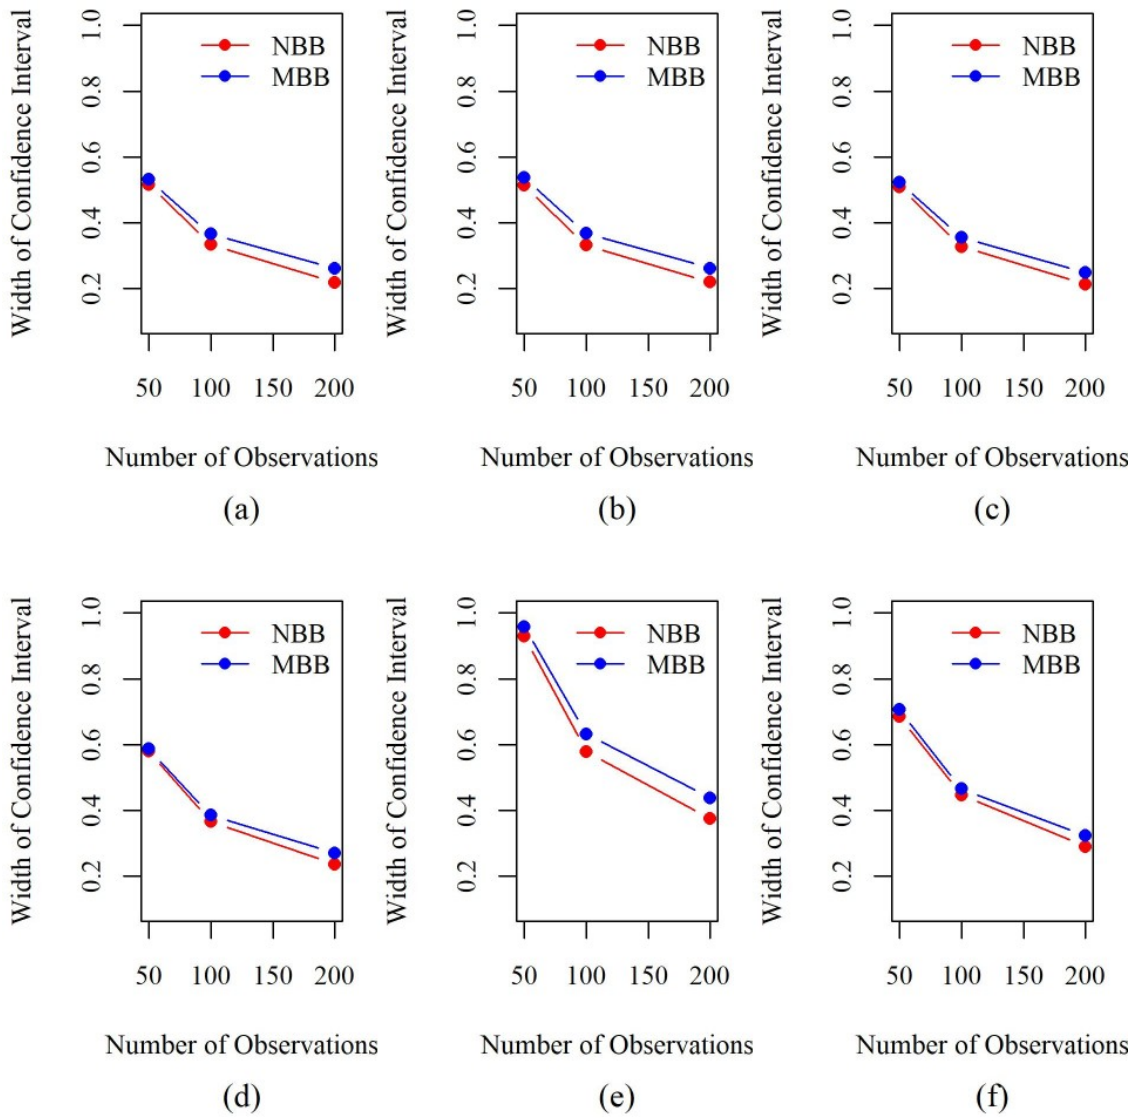 Width of Confidence Interval
1.0
0.8
0.6
0.4
0.2
NBB
MBB
50 100 150 200
Number of Observations
(a)
Width of Confidence Interval
1.0
0.8
0.6
0.4
0.2
NBB
MBB
50 100 150 200
Number of Observations
(b)
Width of Confidence Interval
1.0
0.8
0.6
0.4
0.2
NBB
MBB
50 100 150 200
Number of Observations
(c)
Width of Confidence Interval
1.0
0.8
0.6
0.4
0.2
NBB
MBB
50 100 150 200
Number of Observations
(d)
Width of Confidence Interval
1.0
0.8
0.6
0.4
0.2
NBB
MBB
50 100 150 200
Number of Observations
(e)
Width of Confidence Interval
1.0
0.8
0.6
0.4
0.2
NBB
MBB
50 100 150 200
Number of Observations
(f)